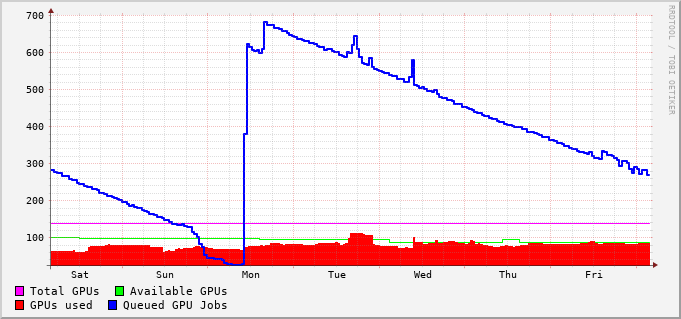 700
600
500
400
300
200
100
Sat Sun Mon Tue Wed Thu Fri
Total GPUs Available GPUs
GPUs used Queued GPU Jobs
RRDTOOL / TOBI OETIKER